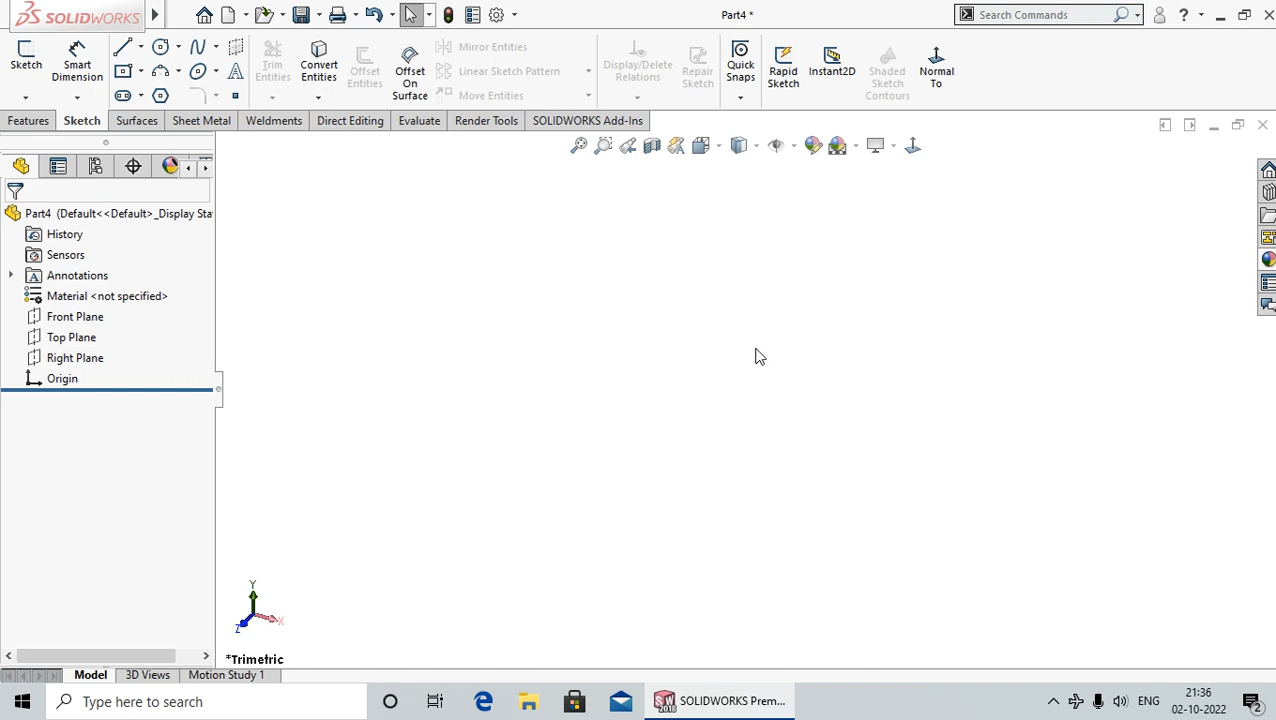 SOLIDWORKS
Part4 *
Search Commands
Sketch
Smart Dimension
Trim Entities
Convert Entities
Offset Entities
Offset On Surface
Mirror Entities
Linear Sketch Pattern
Move Entities
Display/Delete Relations
Repair Sketch
Quick Snaps
Rapid Sketch
Instant2D
Shaded Sketch Contours
Normal To
Features
Sketch
Surfaces
Sheet Metal
Weldments
Direct Editing
Evaluate
Render Tools
SOLIDWORKS Add-Ins
Part4 (Default<<Default>_Display Sta
History
Sensors
Annotations
Material <not specified>
Front Plane
Top Plane
Right Plane
Origin
Y
X
Z
*Trimetric
Model
3D Views
Motion Study 1
Type here to search
SOLIDWORKS Prem...
ENG
21:36
02-10-2022
2